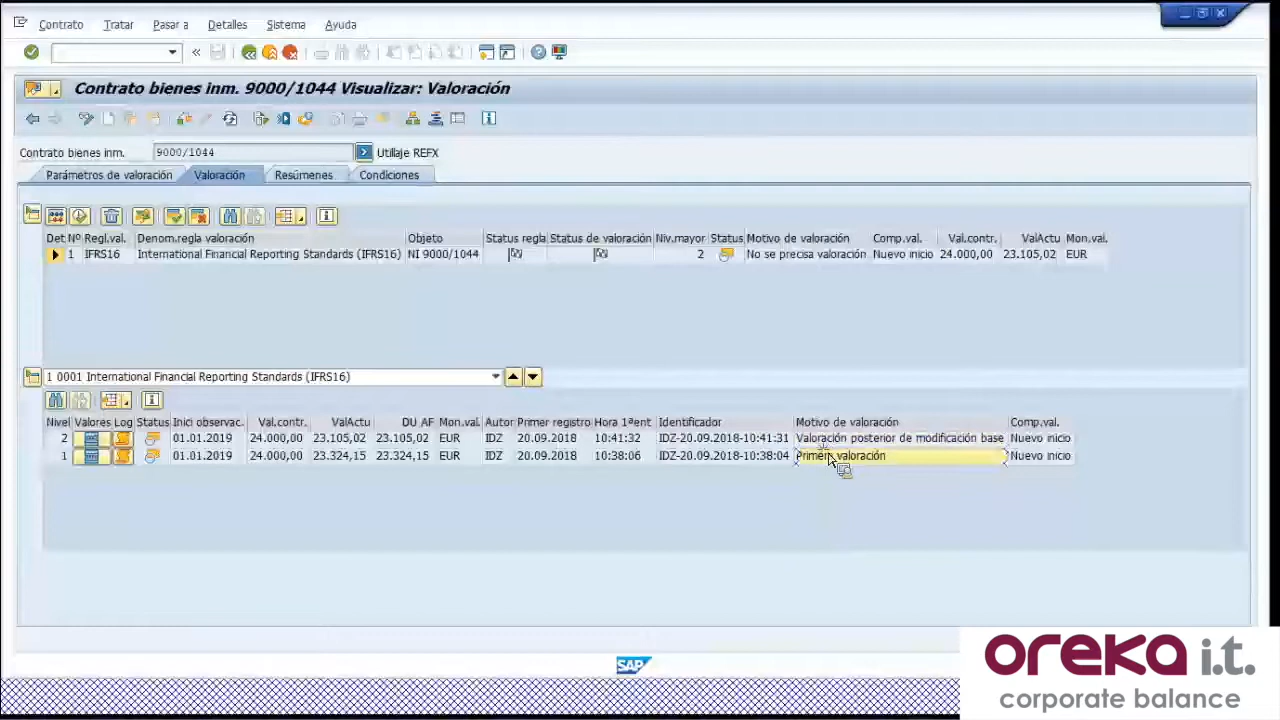 Contrato Tratar Pasar a Detalles Sistema Ayuda
Contrato bienes inm. 9000/1044 Visualizar: Valoración
Contrato bienes inm. 9000/1044 Utillaje REFX
Parámetros de valoración Valoración Resúmenes Condiciones
Det Nº Regl.val. Denom.regla valoración Objeto Status regla Status de valoración Niv.mayor Status Motivo de valoración Comp.val. Val.contr. ValActu Mon.val.
1 IFRS16 International Financial Reporting Standards (IFRS16) NI 9000/1044 2 No se precisa valoración Nuevo inicio 24.000,00 23.105,02 EUR
1 0001 International Financial Reporting Standards (IFRS16)
Nivel Valores Log Status Inici observac. Val.contr. ValActu DU AF Mon.val. Autor Primer registro Hora 1ªent Identificador Motivo de valoración Comp.val.
2 01.01.2019 24.000,00 23.105,02 23.105,02 EUR IDZ 20.09.2018 10:41:32 IDZ-20.09.2018-10:41:31 Valoración posterior de modificación base Nuevo inicio
1 01.01.2019 24.000,00 23.324,15 23.324,15 EUR IDZ 20.09.2018 10:38:06 IDZ-20.09.2018-10:38:04 Primera valoración Nuevo inicio
SAP
oreka i.t.
corporate balance